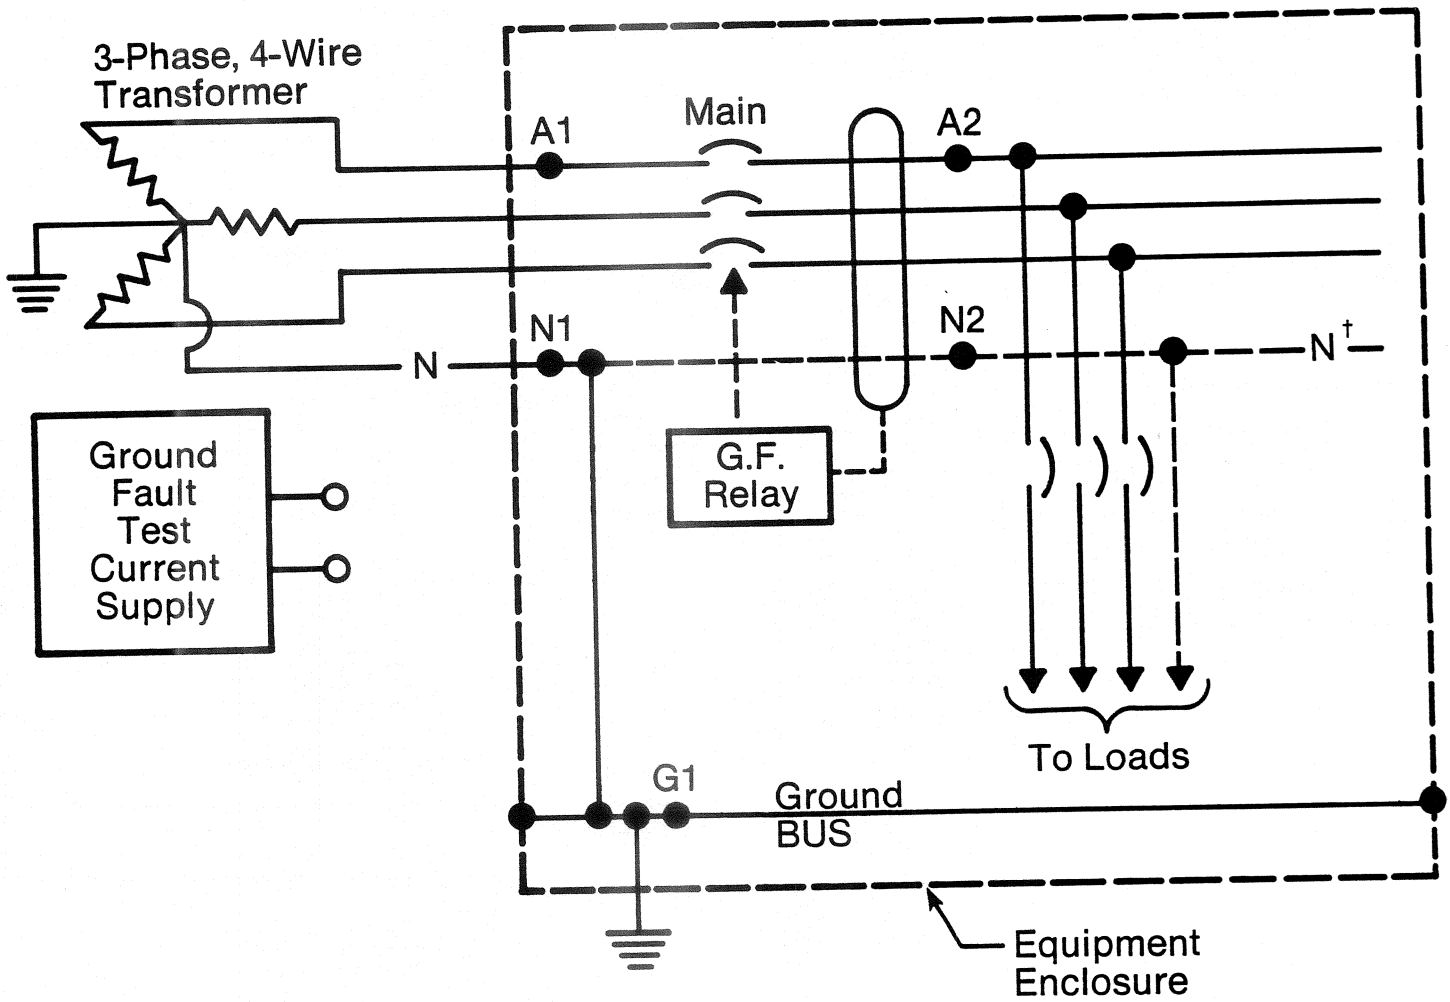 3-Phase, 4-Wire
Transformer
A1
Main
A2
N1
N2
N
N†
Ground
Fault
Test
Current
Supply
G.F.
Relay
To Loads
G1
Ground
BUS
Equipment
Enclosure